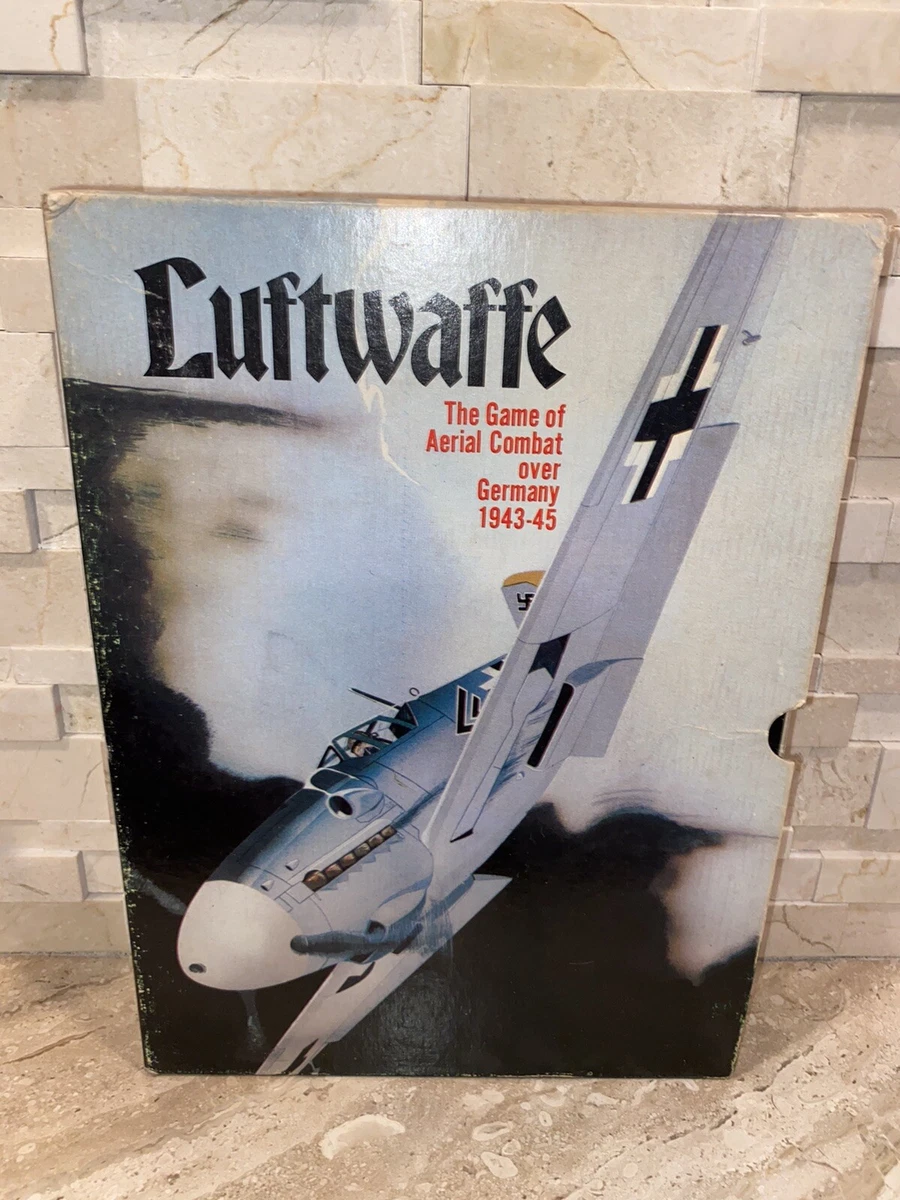 Luftwaffe
The Game of
Aerial Combat
over
Germany
1943-45